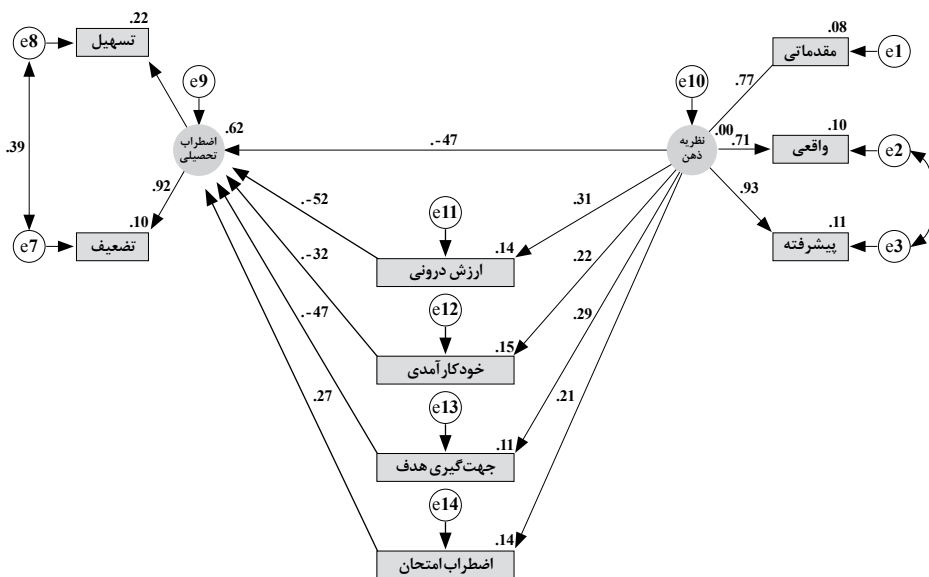 .22
.08
e8
تسهیل
مقدماتی
e1
e9
e10
.77
.62
.00
.10
.39
اضطراب
تحصیلی
.-47
نظریه
ذهن
.71
واقعی
e2
.92
.93
.10
.-52
.31
.11
e7
تضعیف
e11
پیشرفته
e3
.14
.-32
ارزش درونی
.22
e12
.-47
.29
.15
خودکارآمدی
.27
.21
e13
.11
جهت‌گیری هدف
e14
.14
اضطراب امتحان